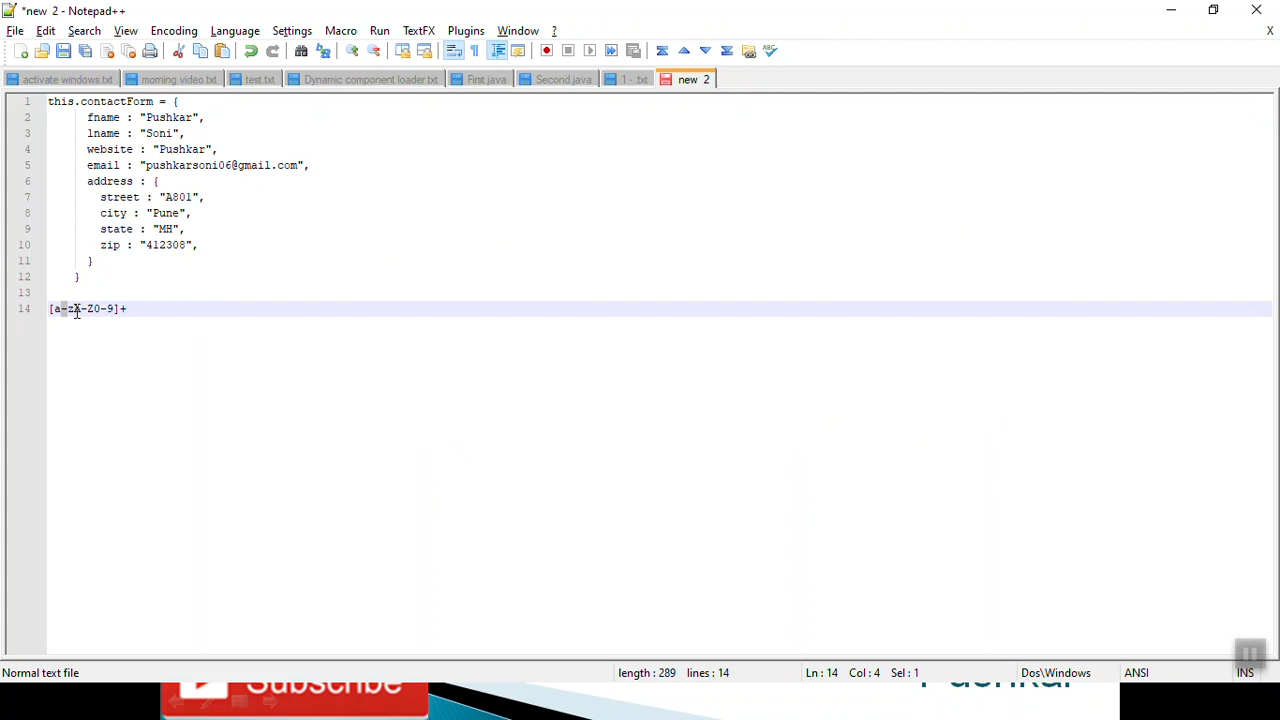 *new 2 - Notepad++
File Edit Search View Encoding Language Settings Macro Run TextFX Plugins Window ? X
activate windows.txt morning video.txt test.txt Dynamic component loader.txt First.java Second.java 1 - .txt new 2
1 this.contactForm = {
2 fname : "Pushkar",
3 lname : "Soni",
4 website : "Pushkar",
5 email : "pushkarsoni06@gmail.com",
6 address : {
7 street : "A801",
8 city : "Pune",
9 state : "MH",
10 zip : "412308",
11 }
12 }
13
14 [a-zA-Z0-9]+
Normal text file length : 289 lines : 14 Ln : 14 Col : 4 Sel : 1 Dos\Windows ANSI INS
Subscribe Pushkar